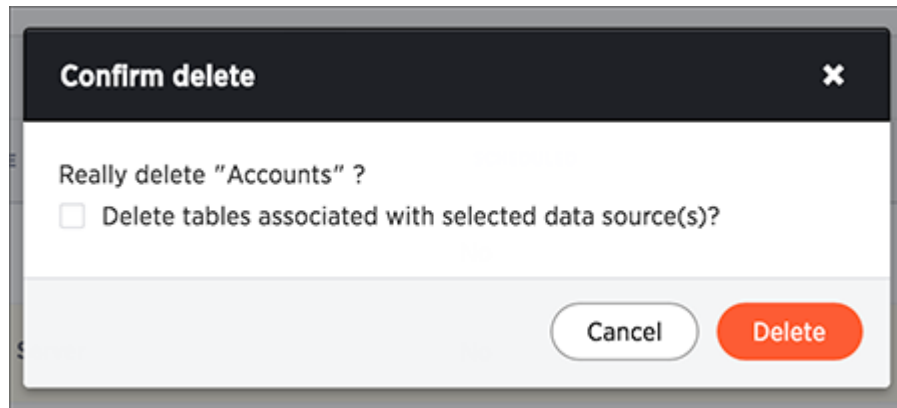 Confirm delete
Really delete "Accounts" ?
Delete tables associated with selected data source(s)?
Cancel
Delete